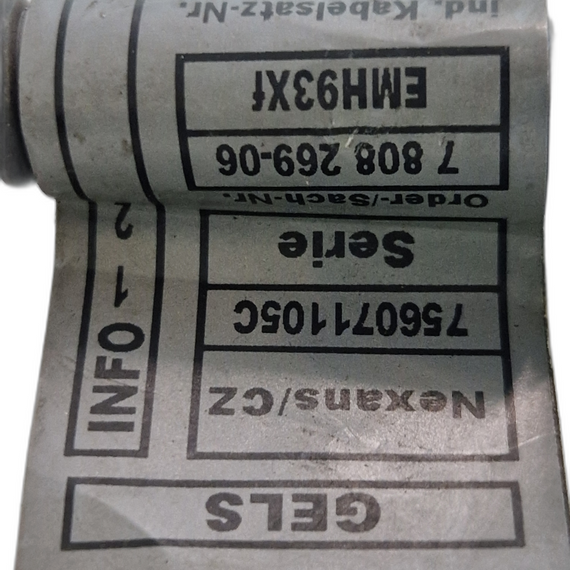 GELS
Nexans/CZ
756071105C
Serie
Order-/Sach-Nr.
7 808 269-06
EMH93Xf
ind. Kabelsatz-Nr.
INFO 1 2